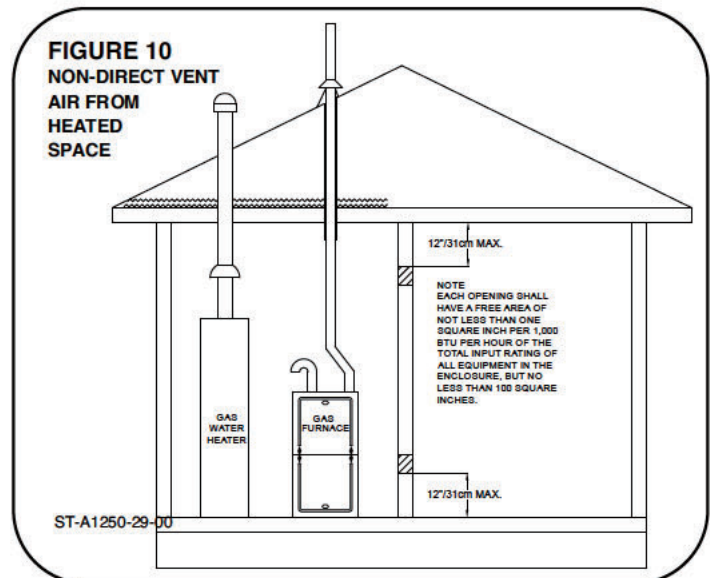 FIGURE 10
NON-DIRECT VENT
AIR FROM
HEATED
SPACE
12"/31cm MAX.
NOTE
EACH OPENING SHALL
HAVE A FREE AREA OF
NOT LESS THAN ONE
SQUARE INCH PER 1,000
BTU PER HOUR OF THE
TOTAL INPUT RATING OF
ALL EQUIPMENT IN THE
ENCLOSURE, BUT NO
LESS THAN 100 SQUARE
INCHES.
GAS
WATER
HEATER
GAS
FURNACE
12"/31cm MAX.
ST-A1250-29-00